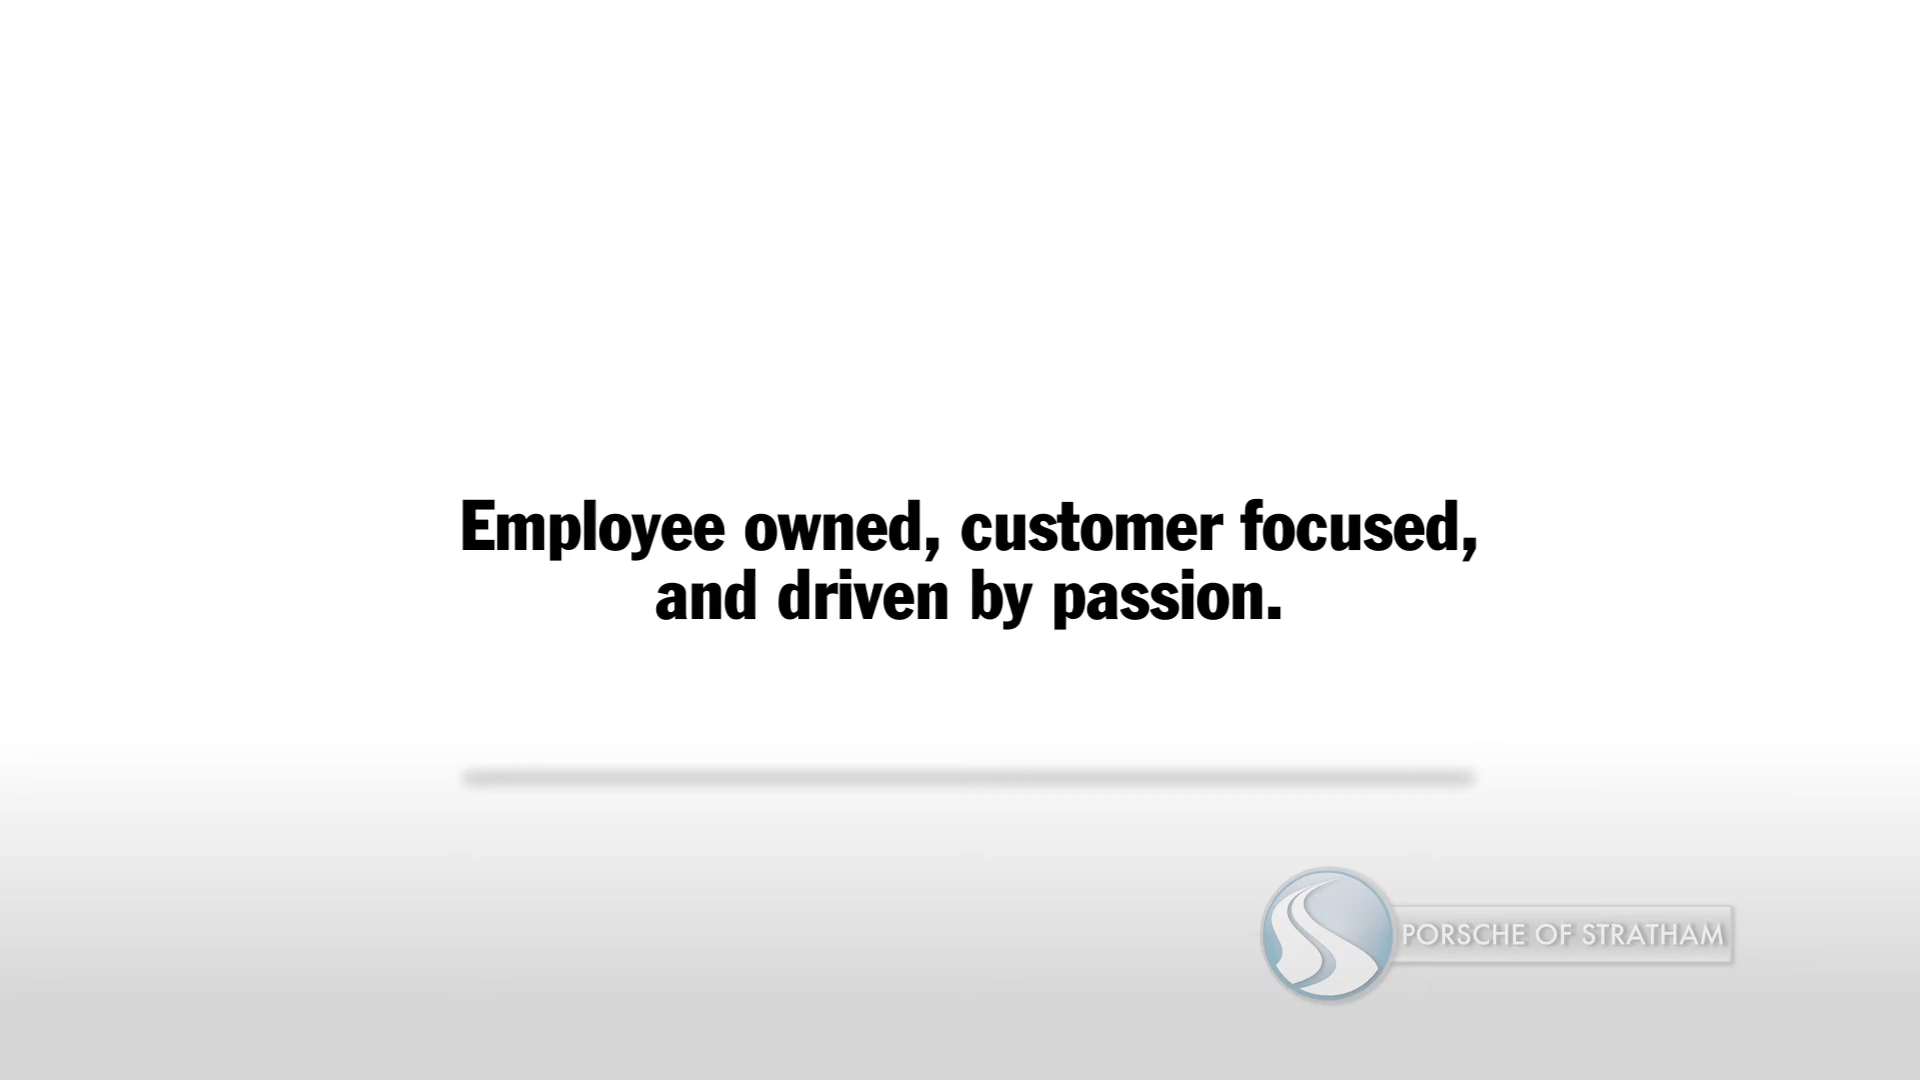 Employee owned, customer focused,
and driven by passion.
PORSCHE OF STRATHAM